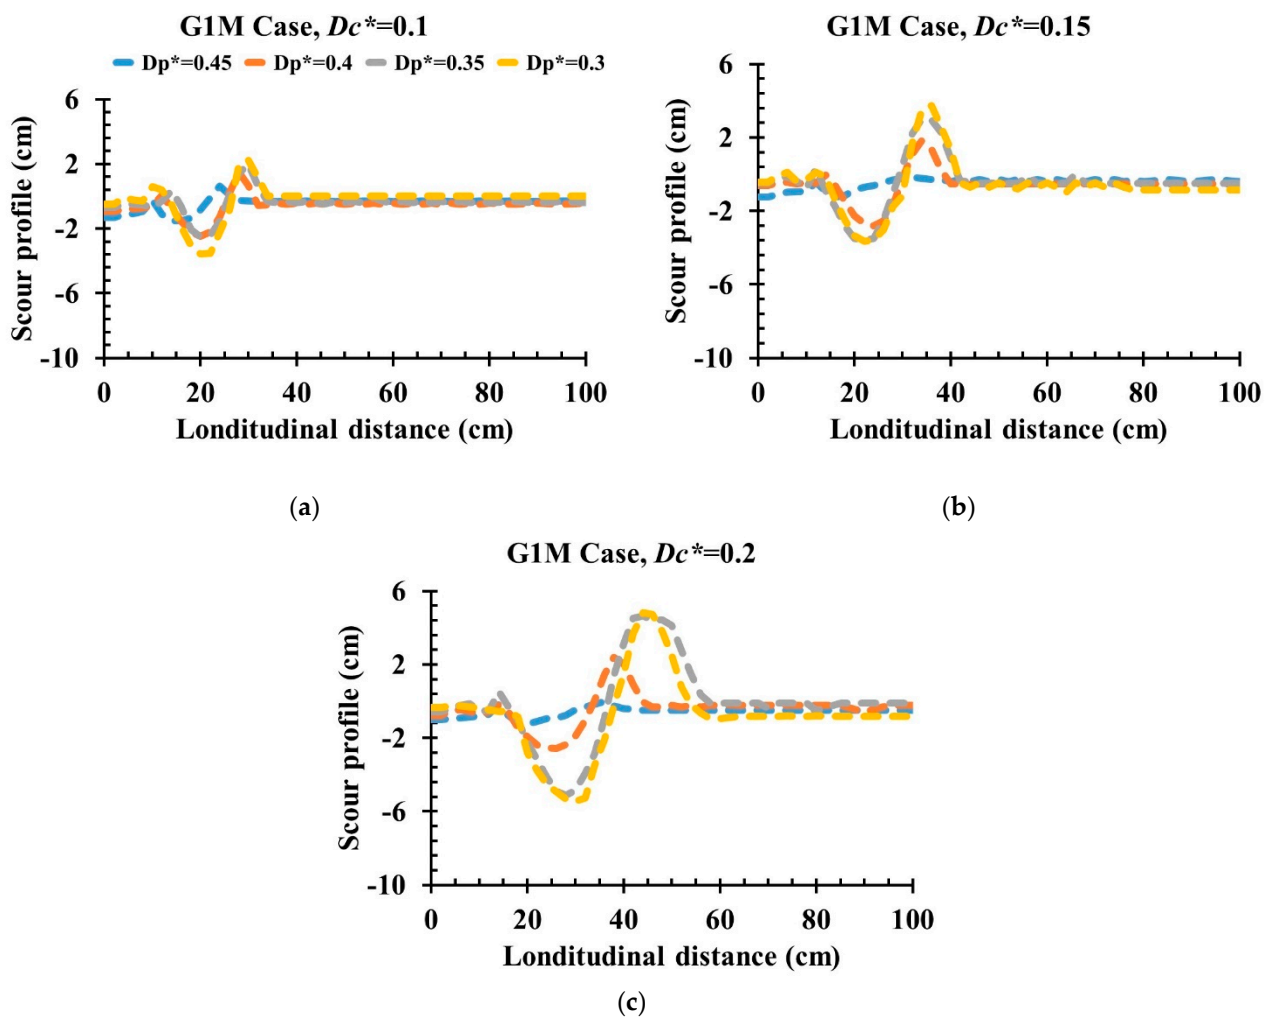 G1M Case, Dc*=0.1
Dp*=0.45 Dp*=0.4 Dp*=0.35 Dp*=0.3
6
2
-2
-6
-10
Scour profile (cm)
0 20 40 60 80 100
Londitudinal distance (cm)
(a)
G1M Case, Dc*=0.15
6
2
-2
-6
-10
Scour profile (cm)
0 20 40 60 80 100
Londitudinal distance (cm)
(b)
G1M Case, Dc*=0.2
6
2
-2
-6
-10
Scour profile (cm)
0 20 40 60 80 100
Londitudinal distance (cm)
(c)